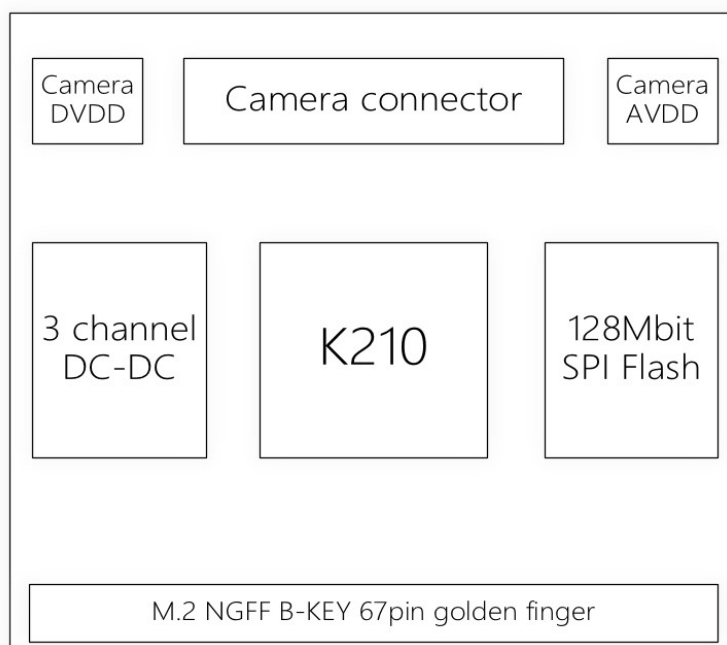 Camera
DVDD
Camera connector
Camera
AVDD
3 channel
DC-DC
K210
128Mbit
SPI Flash
M.2 NGFF B-KEY 67pin golden finger